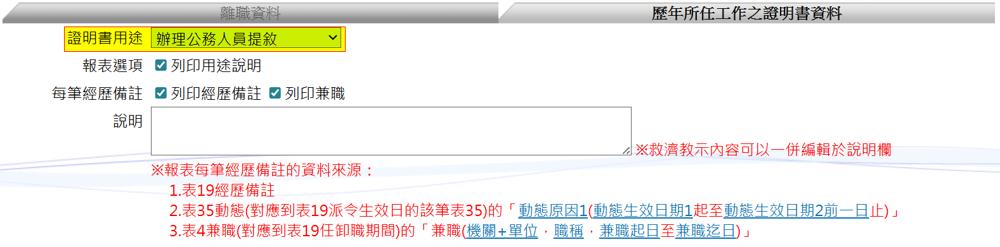 離職資料
歷年所任工作之證明書資料
證明書用途 辦理公務人員提敘
報表選項 列印用途說明
每筆經歷備註 列印經歷備註 列印兼職
說明
※救濟教示內容可以一併編輯於說明欄
※報表每筆經歷備註的資料來源：
1.表19經歷備註
2.表35動態(對應到表19派令生效日的該筆表35)的「動態原因1(動態生效日期1起至動態生效日期2前一日止)」
3.表4兼職(對應到表19任卸職期間)的「兼職(機關+單位，職稱，兼職起日至兼職迄日)」